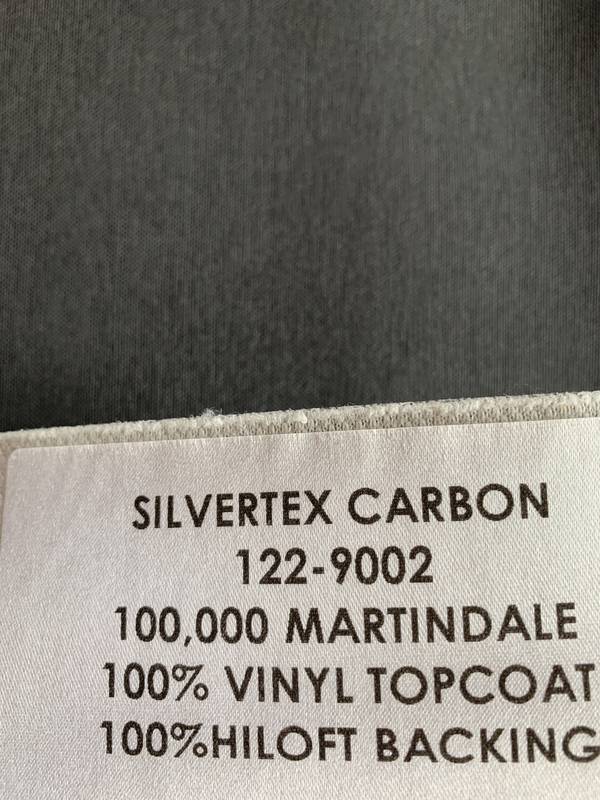 SILVERTEX CARBON
122-9002
100,000 MARTINDALE
100% VINYL TOPCOAT
100%HILOFT BACKING